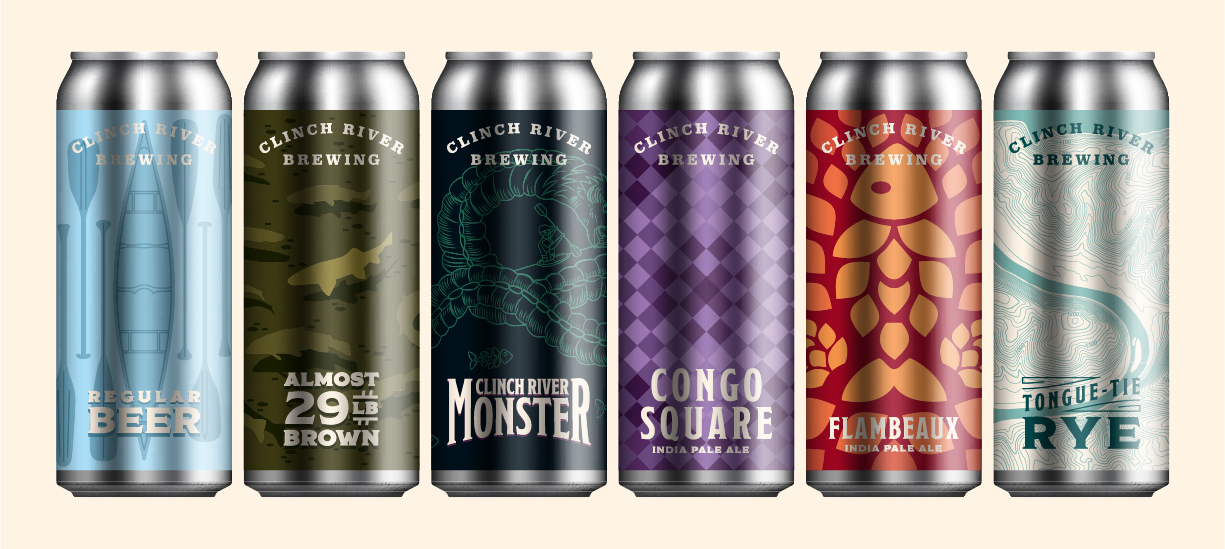 CLINCH RIVER
BREWING
REGULAR
BEER
CLINCH RIVER
BREWING
ALMOST
29 LB
BROWN
CLINCH RIVER
BREWING
CLINCH RIVER
MONSTER
CLINCH RIVER
BREWING
CONGO
SQUARE
INDIA PALE ALE
CLINCH RIVER
BREWING
FLAMBEAUX
INDIA PALE ALE
CLINCH RIVER
BREWING
TONGUE-TIE
RYE